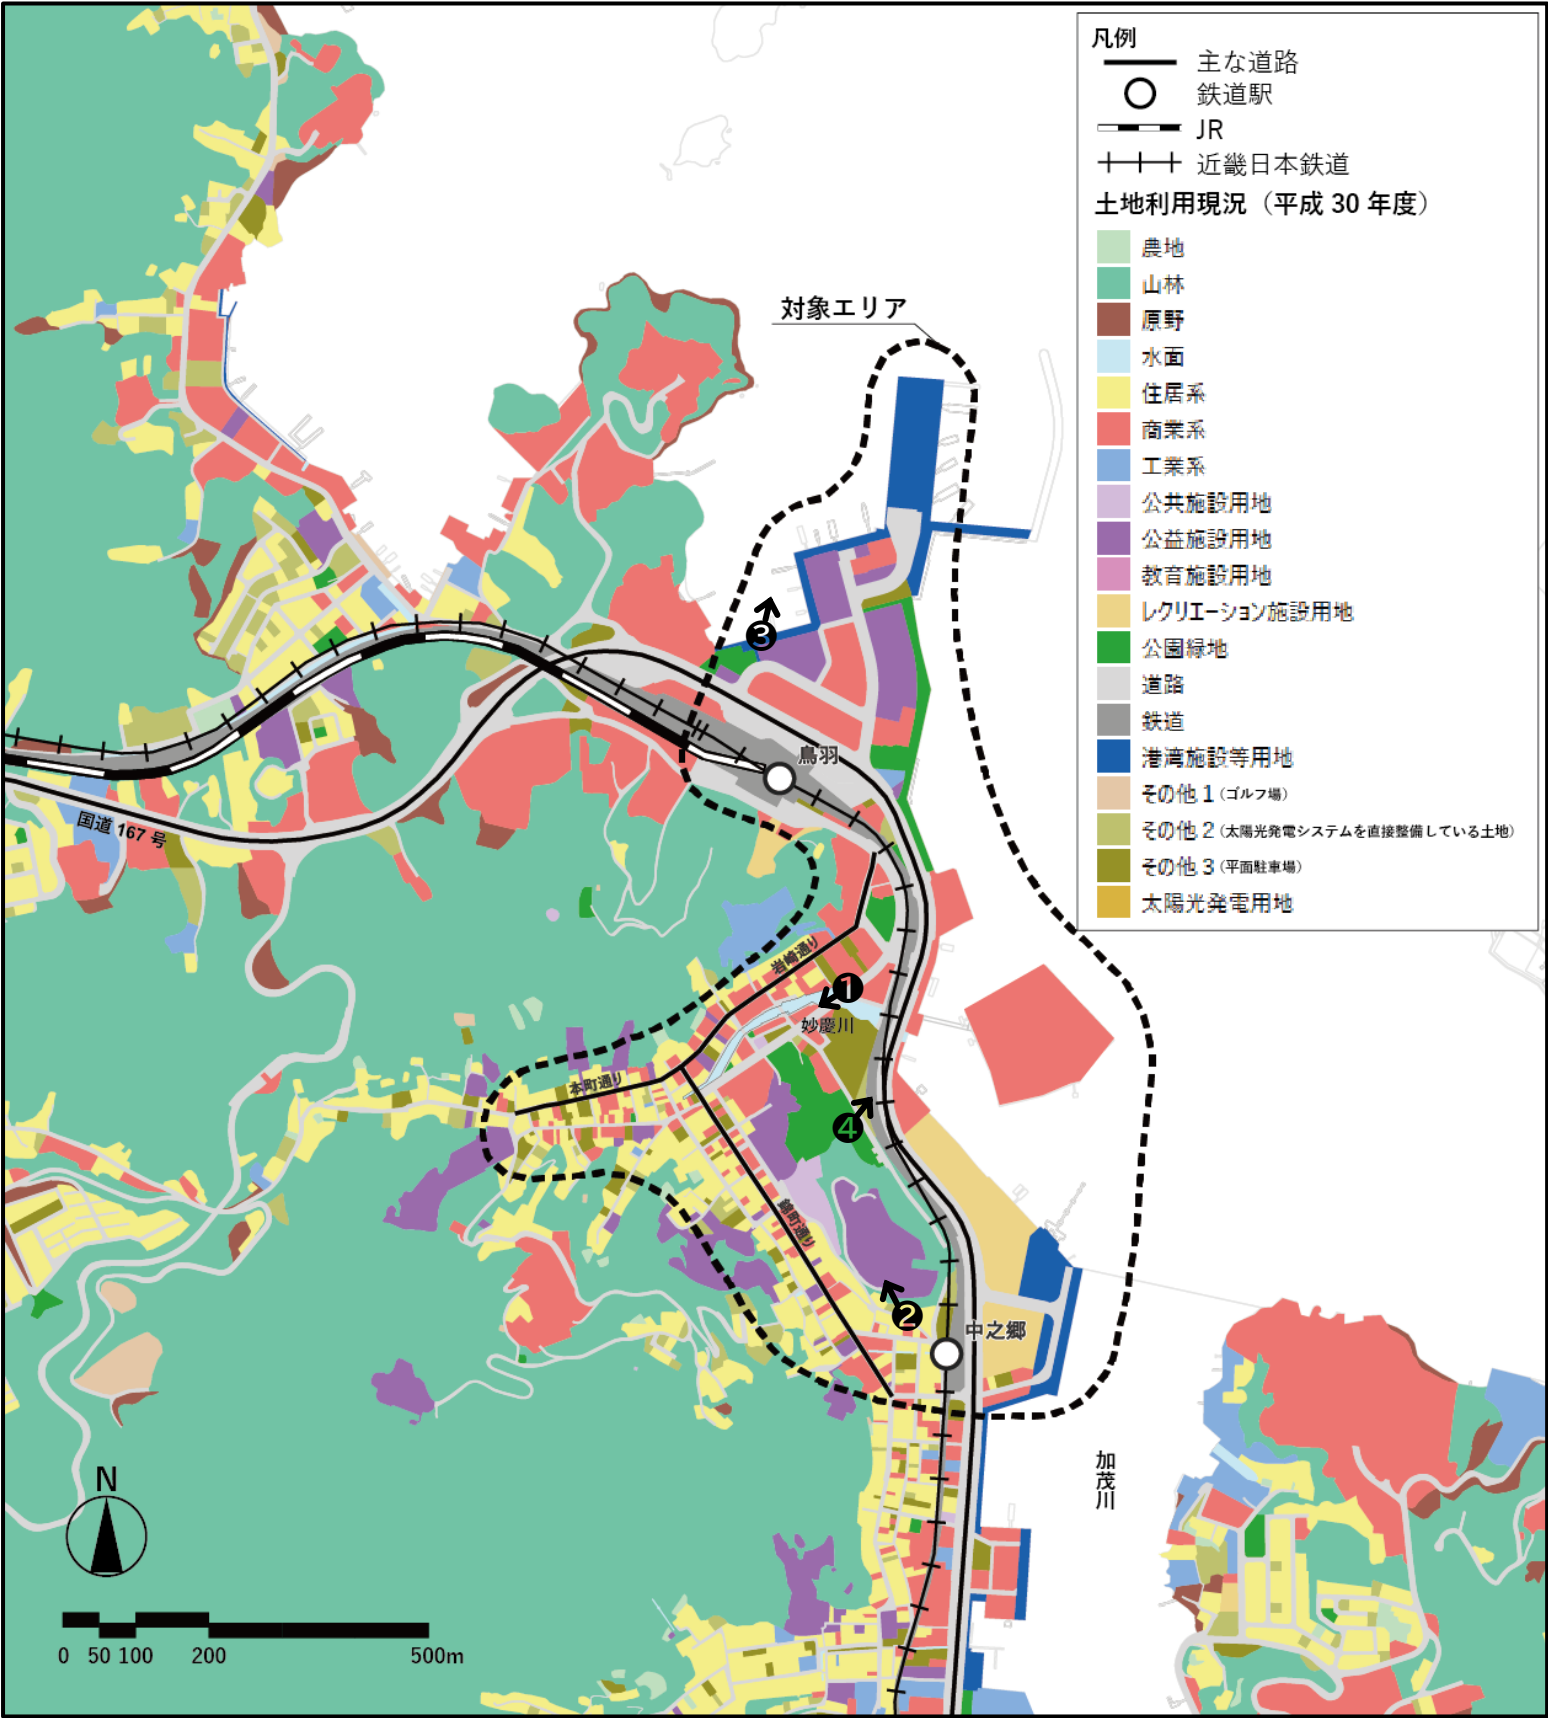 凡例
主な道路
鉄道駅
JR
近畿日本鉄道
土地利用現況（平成 30 年度）
農地
山林
原野
水面
住居系
商業系
工業系
公共施設用地
公益施設用地
教育施設用地
レクリエーション施設用地
公園緑地
道路
鉄道
港湾施設等用地
その他１（ゴルフ場）
その他２（太陽光発電システムを直接整備している土地）
その他３（平面駐車場）
太陽光発電用地
対象エリア
3
鳥羽
国道 167 号
岩崎通り
1
妙慶川
本町通り
4
錦町通り
2
中之郷
加茂川
N
0 50 100 200 500m